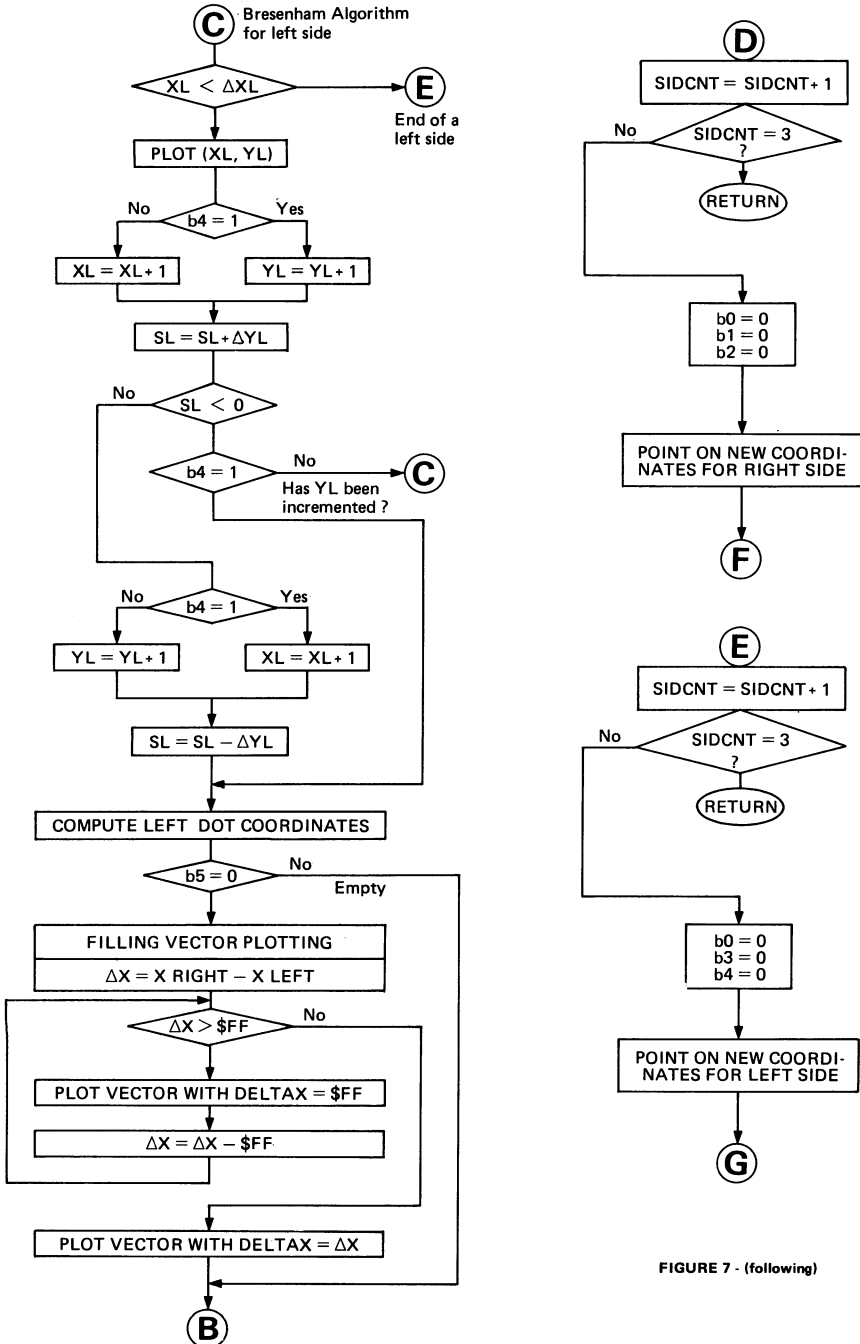 C
Bresenham Algorithm
for left side
XL < ΔXL
E
End of a
left side
PLOT (XL, YL)
No
b4 = 1
Yes
XL = XL + 1
YL = YL + 1
SL = SL + ΔYL
No
SL < 0
b4 = 1
No
C
Has YL been
incremented ?
No
b4 = 1
Yes
YL = YL + 1
XL = XL + 1
SL = SL – ΔYL
COMPUTE LEFT DOT COORDINATES
b5 = 0
No
Empty
FILLING VECTOR PLOTTING
ΔX = X RIGHT – X LEFT
ΔX > $FF
No
PLOT VECTOR WITH DELTAX = $FF
ΔX = ΔX – $FF
PLOT VECTOR WITH DELTAX = ΔX
B
D
SIDCNT = SIDCNT + 1
No
SIDCNT = 3
?
RETURN
b0 = 0
b1 = 0
b2 = 0
POINT ON NEW COORDI-
NATES FOR RIGHT SIDE
F
E
SIDCNT = SIDCNT + 1
No
SIDCNT = 3
?
RETURN
b0 = 0
b3 = 0
b4 = 0
POINT ON NEW COORDI-
NATES FOR LEFT SIDE
G
FIGURE 7 - (following)